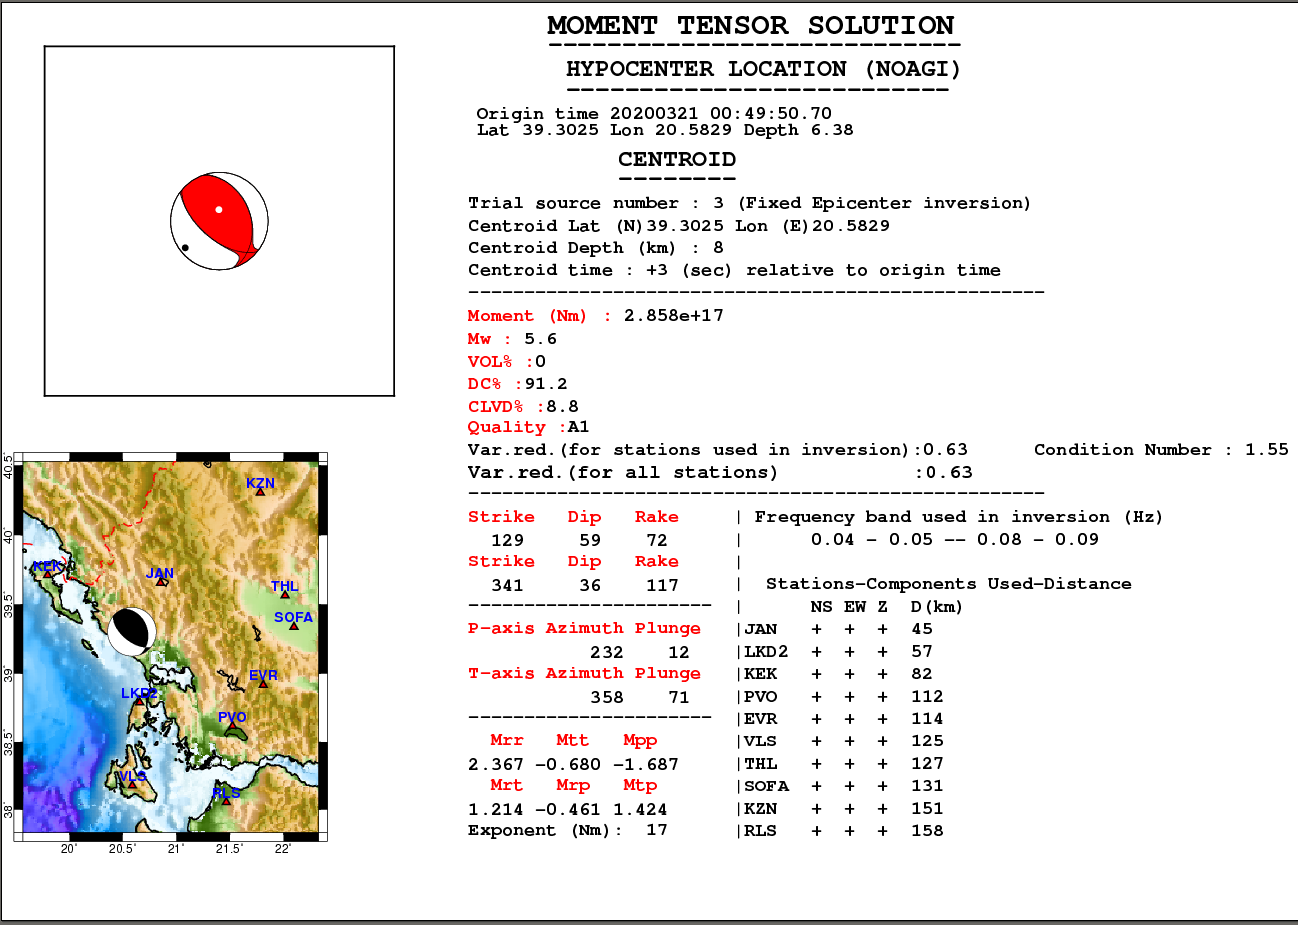 MOMENT TENSOR SOLUTION
HYPOCENTER LOCATION (NOAGI)
Origin time 20200321 00:49:50.70
Lat 39.3025 Lon 20.5829 Depth 6.38
CENTROID
Trial source number : 3 (Fixed Epicenter inversion)
Centroid Lat (N)39.3025 Lon (E)20.5829
Centroid Depth (km) : 8
Centroid time : +3 (sec) relative to origin time
Moment (Nm) : 2.858e+17
Mw : 5.6
VOL% :0
DC% :91.2
CLVD% :8.8
Quality :A1
Var.red.(for stations used in inversion):0.63 Condition Number : 1.55
Var.red.(for all stations) :0.63
Strike Dip Rake
129 59 72
Strike Dip Rake
341 36 117
P-axis Azimuth Plunge
232 12
T-axis Azimuth Plunge
358 71
Mrr Mtt Mpp
2.367 -0.680 -1.687
Mrt Mrp Mtp
1.214 -0.461 1.424
Exponent (Nm): 17
| Frequency band used in inversion (Hz)
| 0.04 - 0.05 -- 0.08 - 0.09
|
Stations-Components Used-Distance
| NS EW Z D(km)
|JAN + + + 45
|LKD2 + + + 57
|KEK + + + 82
|PVO + + + 112
|EVR + + + 114
|VLS + + + 125
|THL + + + 127
|SOFA + + + 131
|KZN + + + 151
|RLS + + + 158
KZN
KEK
JAN
THL
SOFA
EVR
LKD2
PVO
VLS
RLS
40.5°
40°
39.5°
39°
38.5°
38°
20° 20.5° 21° 21.5° 22°